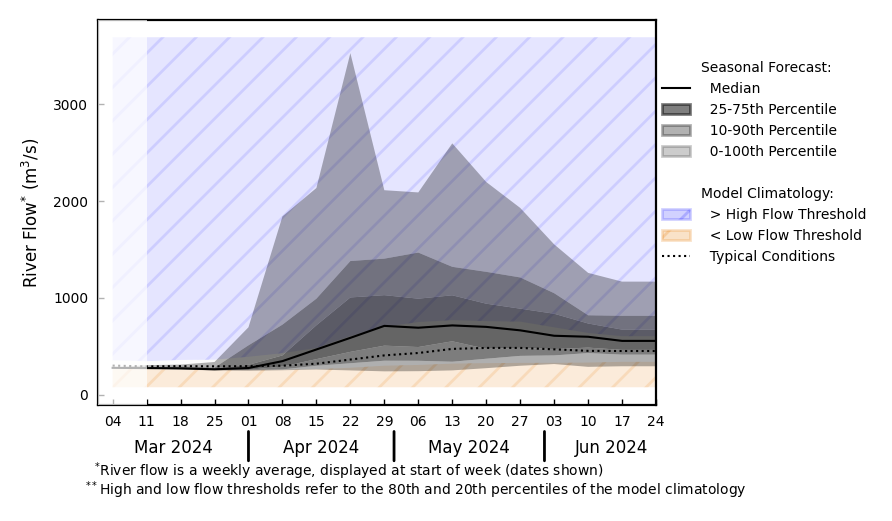 River Flow* (m³/s)
3000
2000
1000
0
04 11 18 25 01 08 15 22 29 06 13 20 27 03 10 17 24
Mar 2024 Apr 2024 May 2024 Jun 2024
*River flow is a weekly average, displayed at start of week (dates shown)
**High and low flow thresholds refer to the 80th and 20th percentiles of the model climatology
Seasonal Forecast:
Median
25-75th Percentile
10-90th Percentile
0-100th Percentile
Model Climatology:
> High Flow Threshold
< Low Flow Threshold
Typical Conditions